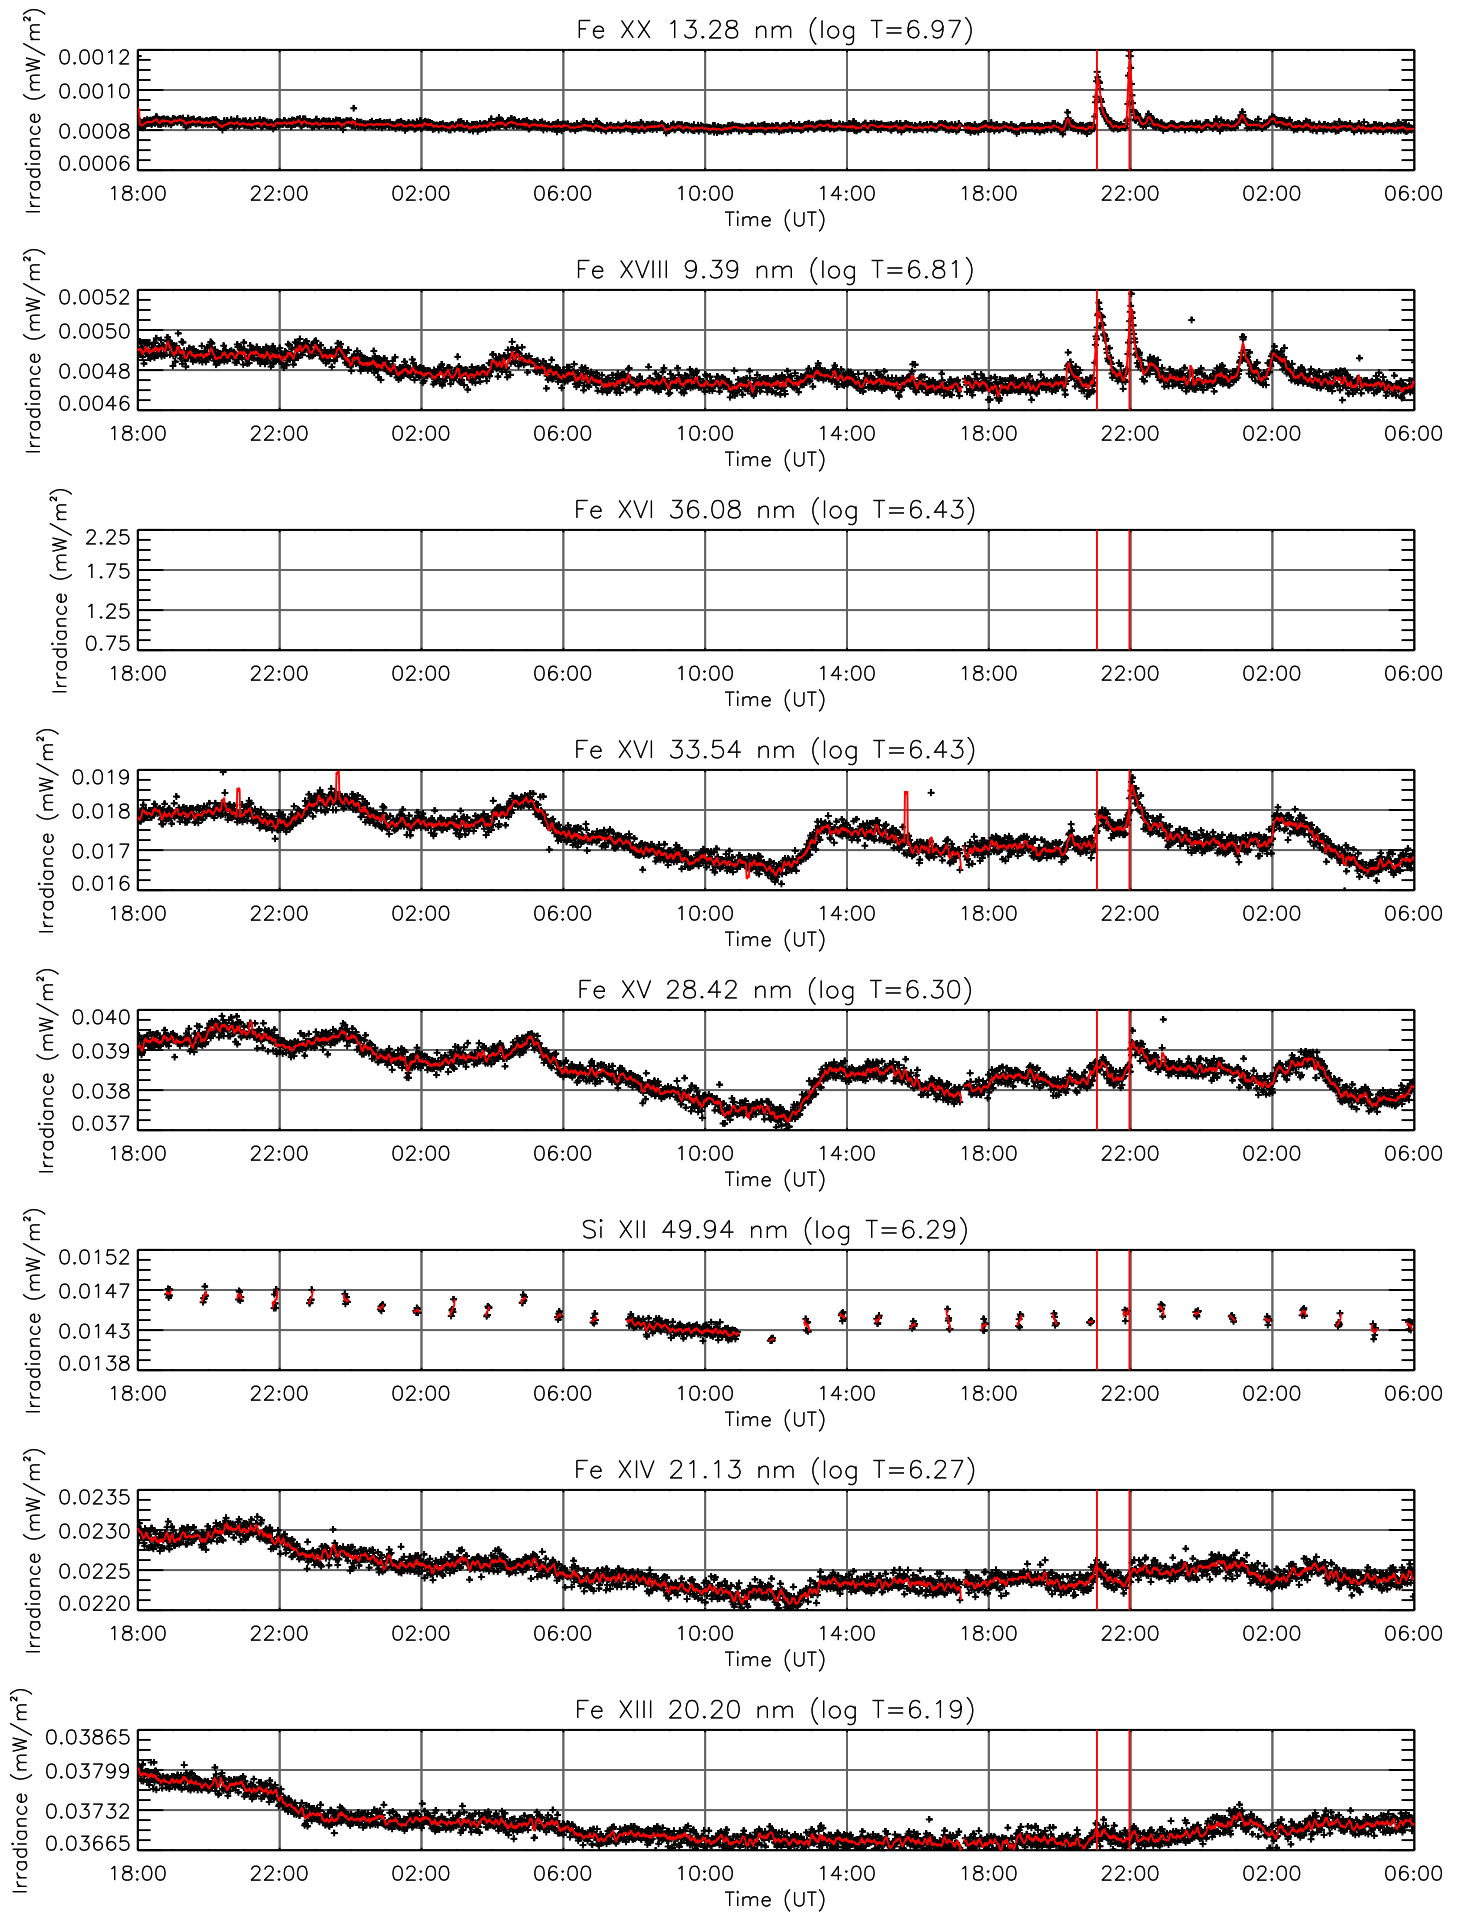 Fe XX 13.28 nm (log T=6.97)
Irradiance (mW/m²)
0.0012
0.0010
0.0008
0.0006
18:00 22:00 02:00 06:00 10:00 14:00 18:00 22:00 02:00 06:00
Time (UT)
Fe XVIII 9.39 nm (log T=6.81)
Irradiance (mW/m²)
0.0052
0.0050
0.0048
0.0046
18:00 22:00 02:00 06:00 10:00 14:00 18:00 22:00 02:00 06:00
Time (UT)
Fe XVI 36.08 nm (log T=6.43)
Irradiance (mW/m²)
2.25
1.75
1.25
0.75
18:00 22:00 02:00 06:00 10:00 14:00 18:00 22:00 02:00 06:00
Time (UT)
Fe XVI 33.54 nm (log T=6.43)
Irradiance (mW/m²)
0.019
0.018
0.017
0.016
18:00 22:00 02:00 06:00 10:00 14:00 18:00 22:00 02:00 06:00
Time (UT)
Fe XV 28.42 nm (log T=6.30)
Irradiance (mW/m²)
0.040
0.039
0.038
0.037
18:00 22:00 02:00 06:00 10:00 14:00 18:00 22:00 02:00 06:00
Time (UT)
Si XII 49.94 nm (log T=6.29)
Irradiance (mW/m²)
0.0152
0.0147
0.0143
0.0138
18:00 22:00 02:00 06:00 10:00 14:00 18:00 22:00 02:00 06:00
Time (UT)
Fe XIV 21.13 nm (log T=6.27)
Irradiance (mW/m²)
0.0235
0.0230
0.0225
0.0220
18:00 22:00 02:00 06:00 10:00 14:00 18:00 22:00 02:00 06:00
Time (UT)
Fe XIII 20.20 nm (log T=6.19)
Irradiance (mW/m²)
0.03865
0.03799
0.03732
0.03665
18:00 22:00 02:00 06:00 10:00 14:00 18:00 22:00 02:00 06:00
Time (UT)